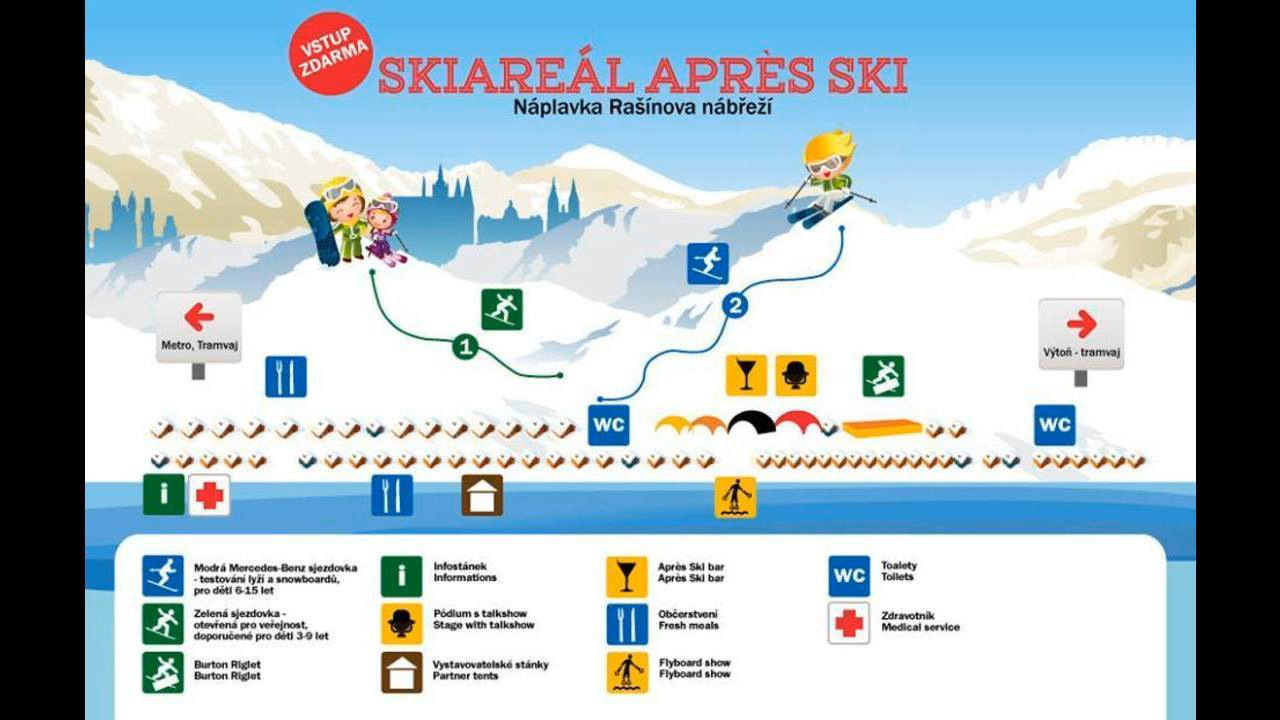 VSTUP
ZDARMA
SKIAREÁL APRÈS SKI
Náplavka Rašínova nábřeží
2
1
Metro, Tramvaj
Výtoň - tramvaj
WC
WC
i
Modrá Mercedes-Benz sjezdovka
- testování lyží a snowboardů,
pro děti 6-15 let
Zelená sjezdovka -
otevřená pro veřejnost,
doporučené pro děti 3-9 let
Burton Riglet
Burton Riglet
i
Infostánek
Informations
Pódium s talkshow
Stage with talkshow
Vystavovatelské stánky
Partner tents
Après Ski bar
Après Ski bar
Občerstvení
Fresh meals
Flyboard show
Flyboard show
WC
Toalety
Toilets
Zdravotník
Medical service